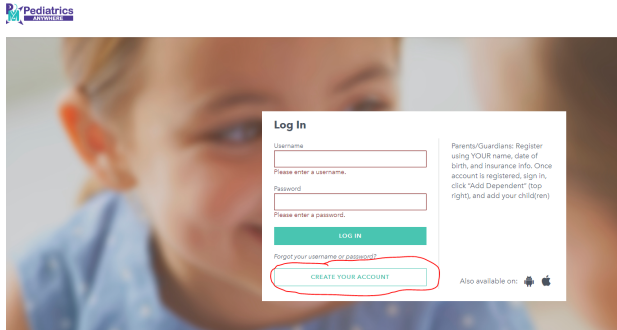 PM Pediatrics
ANYWHERE
Log In
Username
Please enter a username.
Password
Please enter a password.
LOG IN
Forgot your username or password?
CREATE YOUR ACCOUNT
Parents/Guardians: Register
using YOUR name, date of
birth, and insurance info. Once
account is registered, sign in,
click "Add Dependent" (top
right), and add your child(ren)
Also available on: